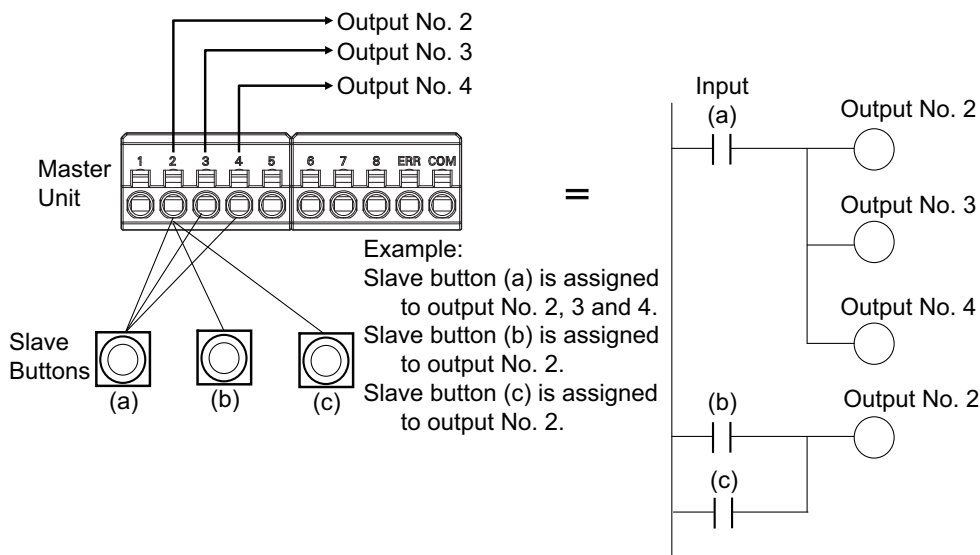 Output No. 2
Output No. 3
Output No. 4
Master
Unit
1 2 3 4 5 6 7 8 ERR COM
Slave
Buttons
(a) (b) (c)
Example:
Slave button (a) is assigned
to output No. 2, 3 and 4.
Slave button (b) is assigned
to output No. 2.
Slave button (c) is assigned
to output No. 2.
=
Input
(a)
Output No. 2
Output No. 3
Output No. 4
(b)
Output No. 2
(c)